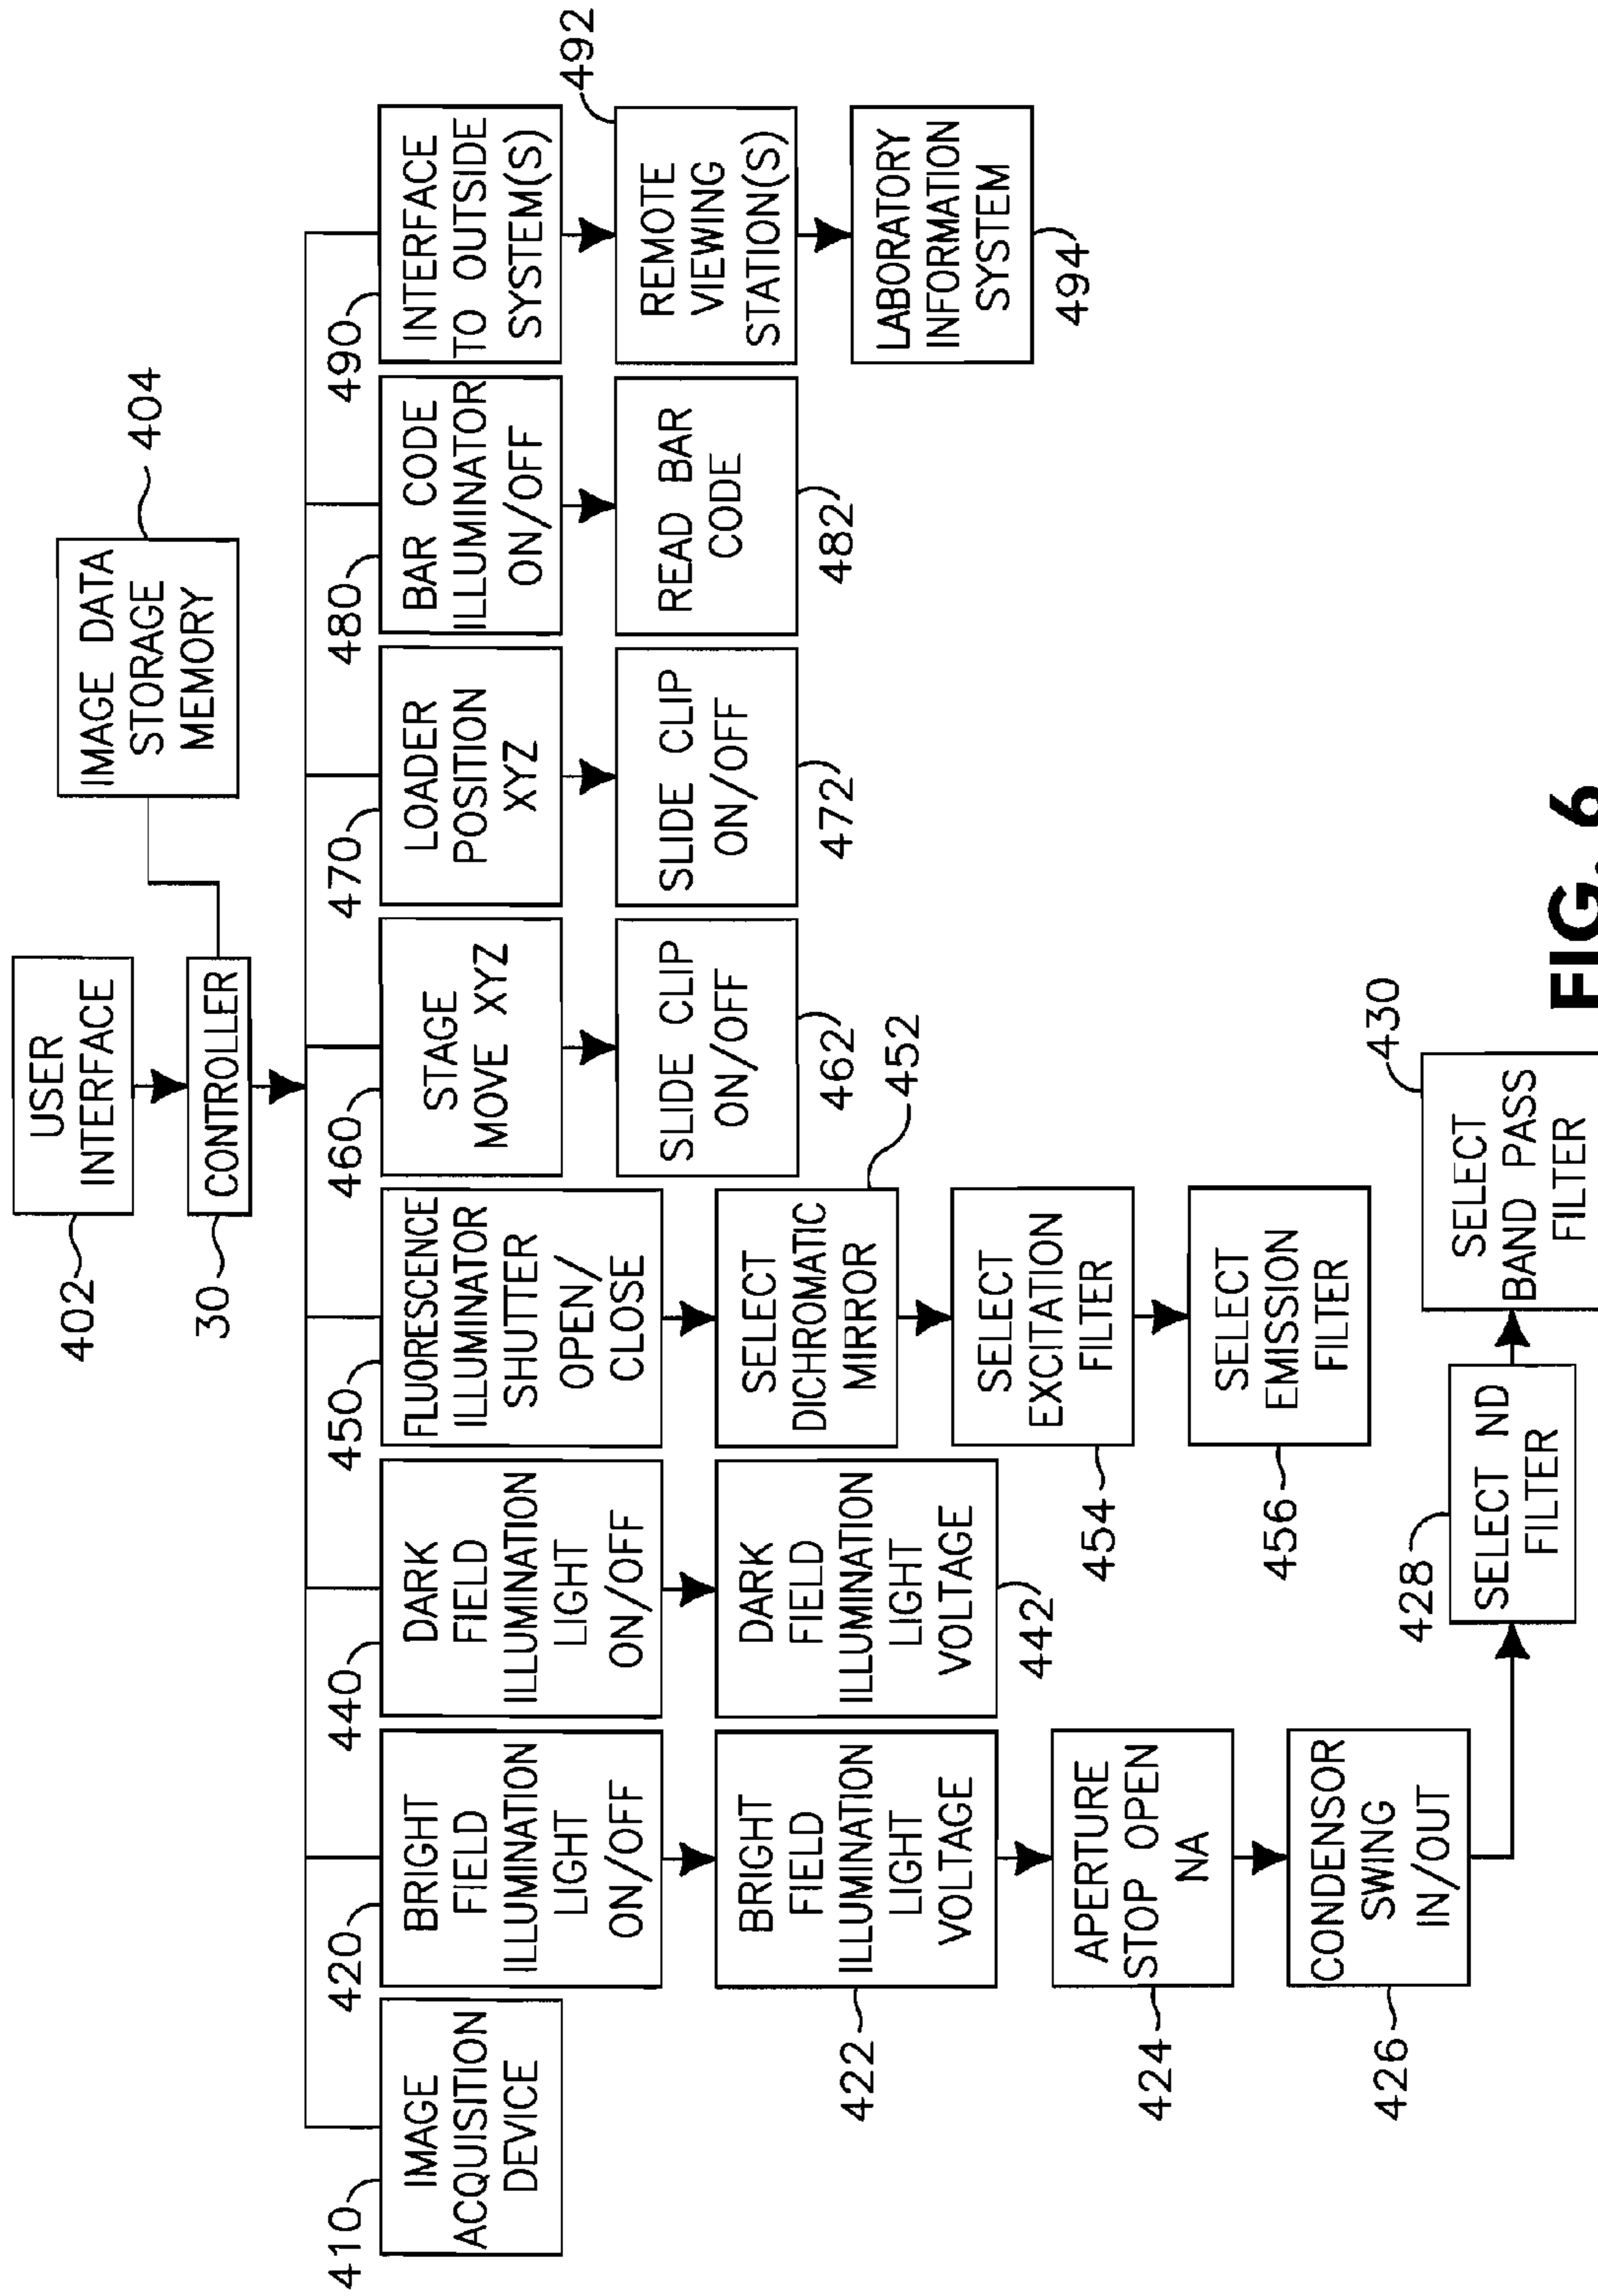 USER
INTERFACE
402
CONTROLLER
30
IMAGE DATA
STORAGE
MEMORY
404
410
IMAGE
ACQUISITION
DEVICE
420
BRIGHT
FIELD
ILLUMINATION
LIGHT
ON/OFF
BRIGHT
FIELD
ILLUMINATION
LIGHT
VOLTAGE
422
APERTURE
STOP OPEN
NA
424
CONDENSOR
SWING
IN/OUT
426
428
SELECT ND
FILTER
430
SELECT
BAND PASS
FILTER
440
DARK
FIELD
ILLUMINATION
LIGHT
ON/OFF
DARK
FIELD
ILLUMINATION
LIGHT
VOLTAGE
442
450
FLUORESCENCE
ILLUMINATOR
SHUTTER
OPEN/
CLOSE
SELECT
DICHROMATIC
MIRROR
452
SELECT
EXCITATION
FILTER
454
SELECT
EMISSION
FILTER
456
460
STAGE
MOVE XYZ
SLIDE CLIP
ON/OFF
462
470
LOADER
POSITION
XYZ
SLIDE CLIP
ON/OFF
472
480
BAR CODE
ILLUMINATOR
ON/OFF
READ BAR
CODE
482
490
INTERFACE
TO OUTSIDE
SYSTEM(S)
492
REMOTE
VIEWING
STATION(S)
LABORATORY
INFORMATION
SYSTEM
494
FIG. 6